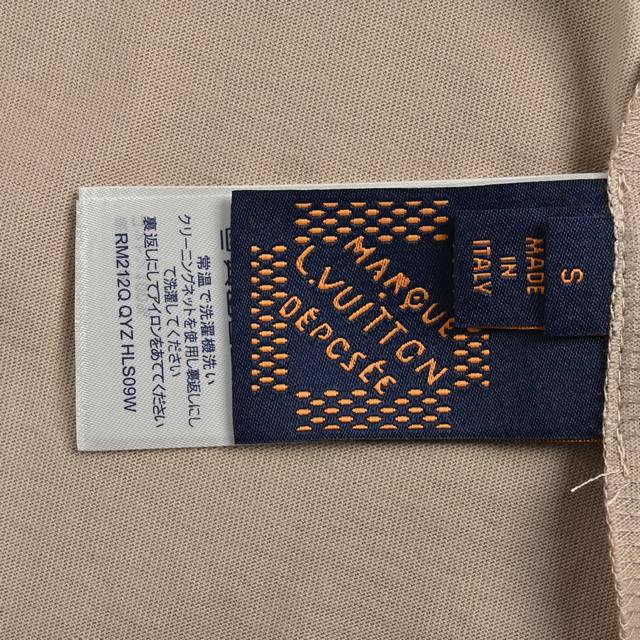 MARQUE
L.VUITTON
DÉPOSÉE
MADE
IN
ITALY
S
常温で洗濯機洗い
クリーニングネットを使用し裏返しにし
て洗濯してください
裏返しにしてアイロンをあててください
RM212Q QYZ HLS09W